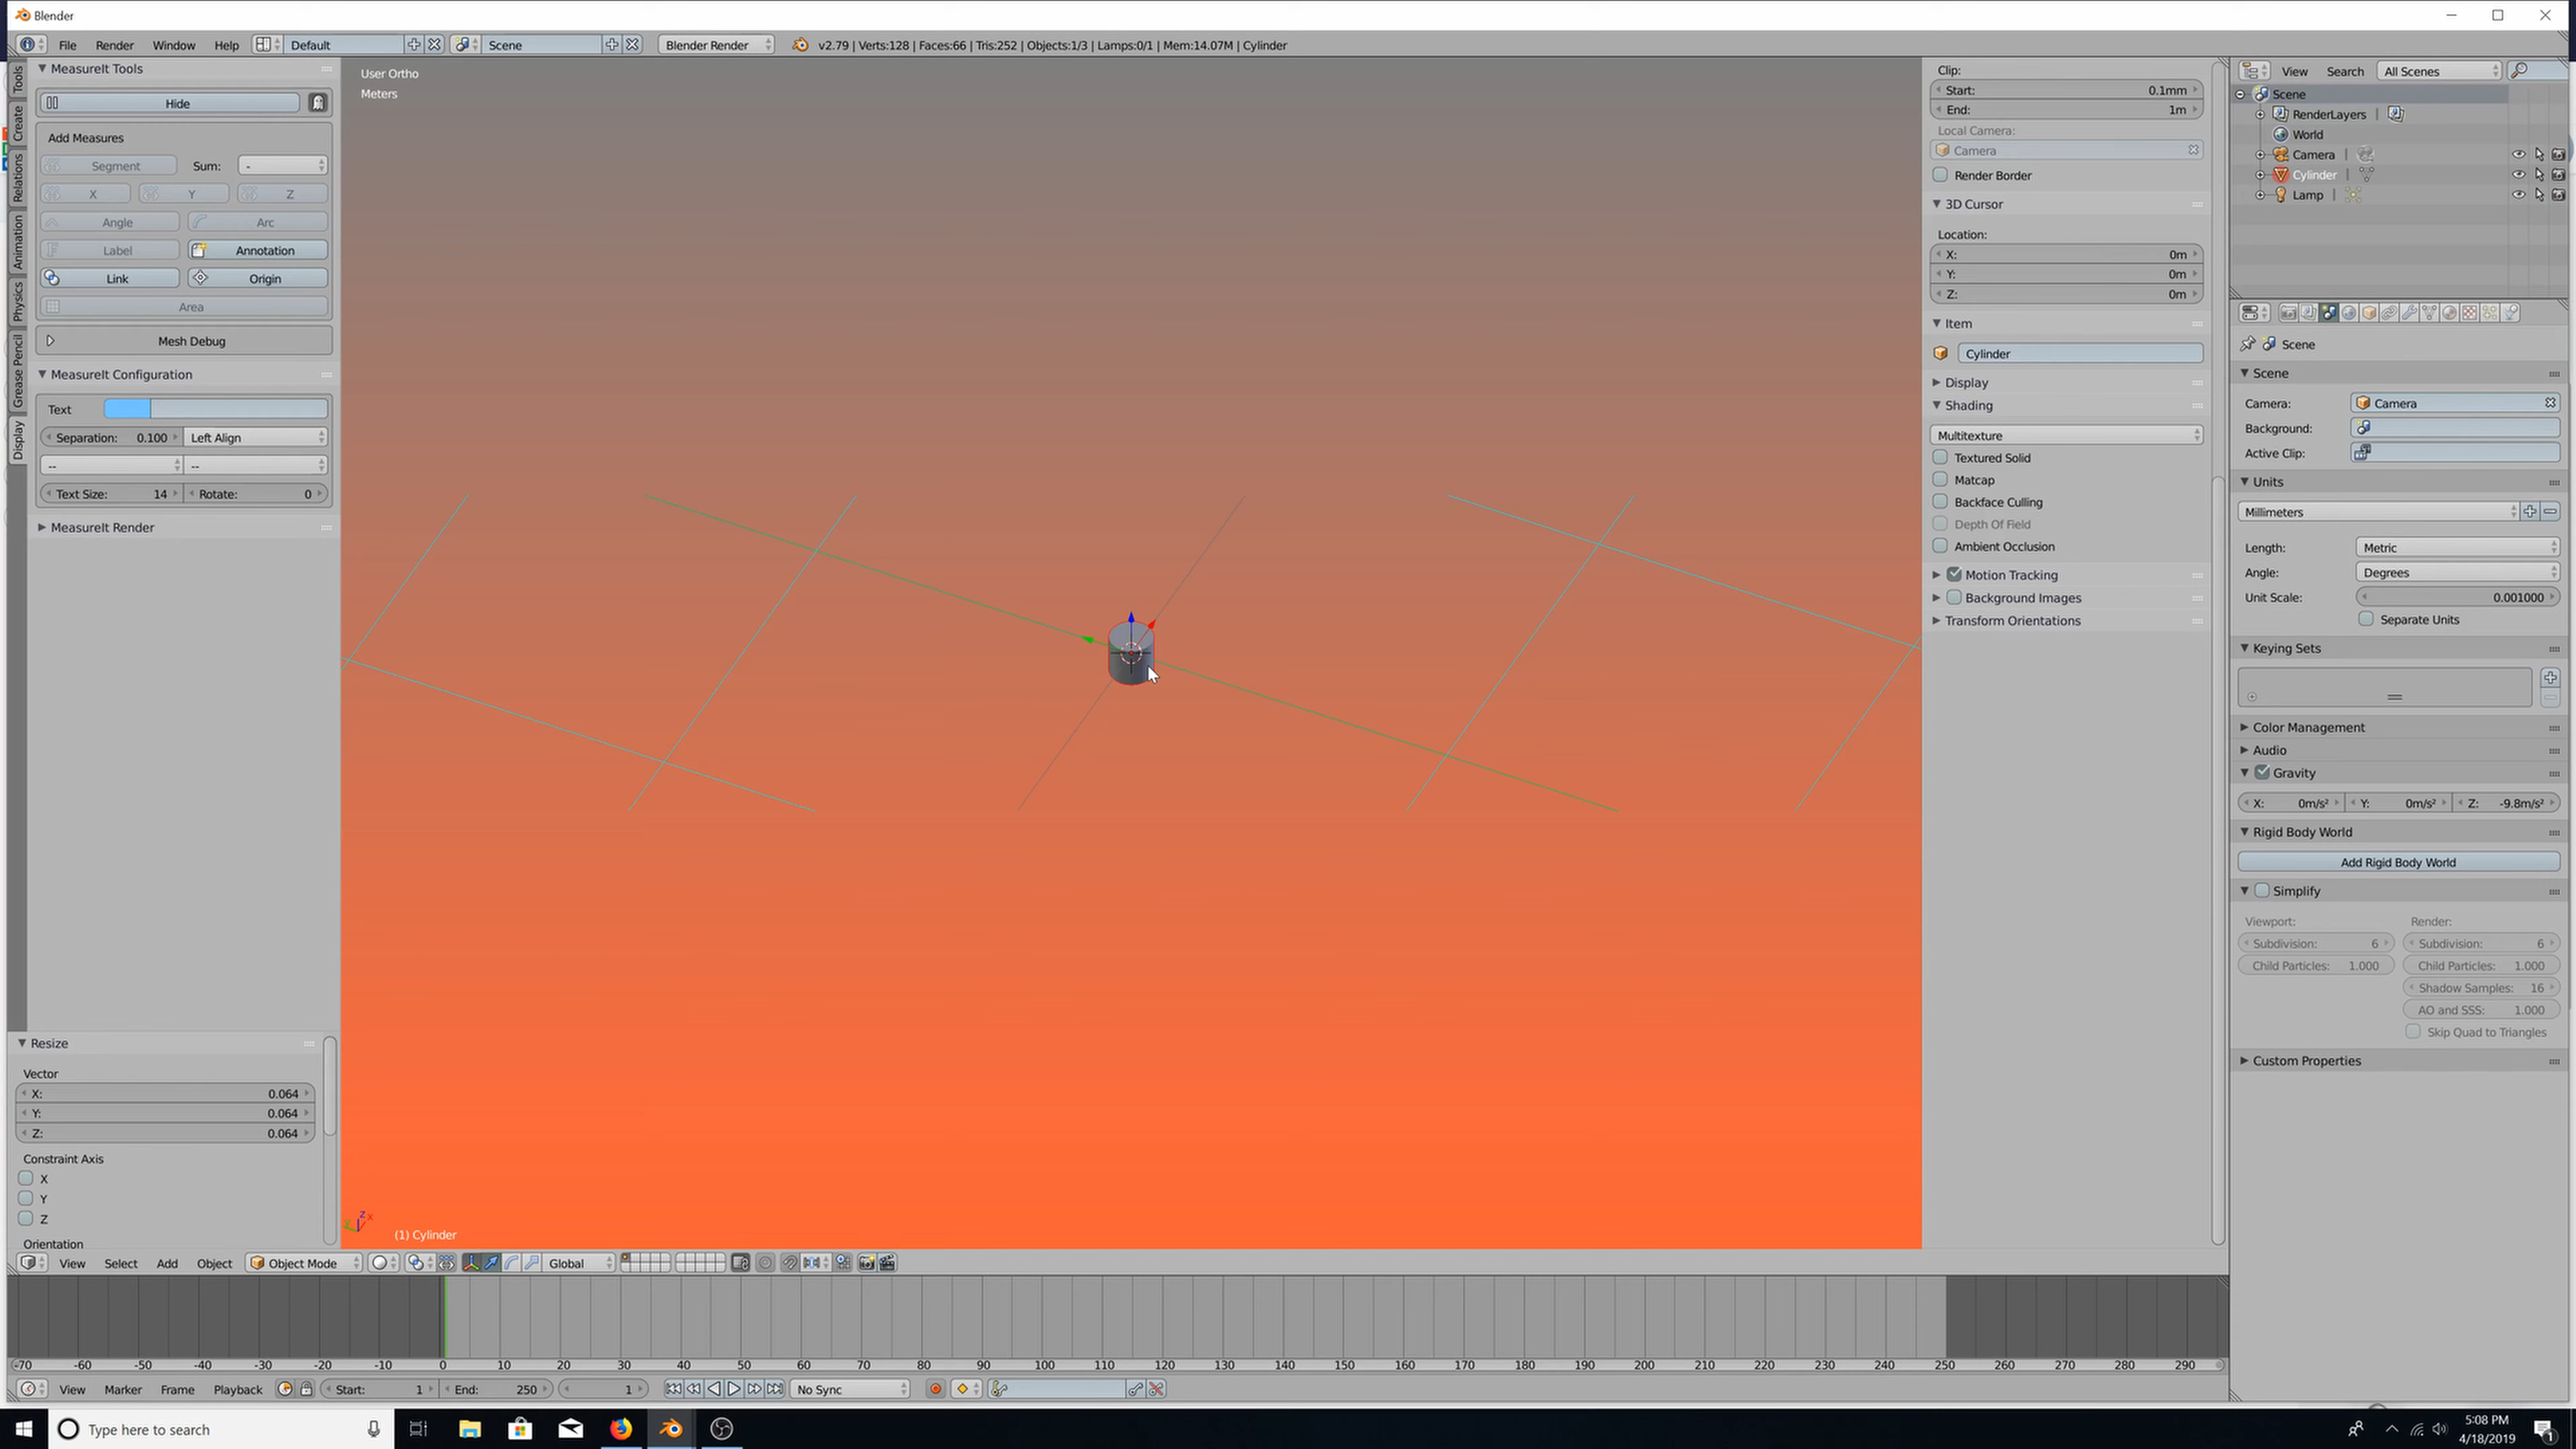 Blender
File Render Window Help Default Scene Blender Render v2.79 | Verts:128 | Faces:66 | Tris:252 | Objects:1/3 | Lamps:0/1 | Mem:14.07M | Cylinder
Tools
Create
Relations
Animation
Physics
Grease Pencil
Display
MeasureIt Tools
Hide
Add Measures
Segment Sum: -
X Y Z
Angle Arc
Label Annotation
Link Origin
Area
Mesh Debug
MeasureIt Configuration
Text
Separation: 0.100 Left Align
-- --
Text Size: 14 Rotate: 0
MeasureIt Render
Resize
Vector
X: 0.064
Y: 0.064
Z: 0.064
Constraint Axis
X
Y
Z
Orientation
User Ortho
Meters
(1) Cylinder
View Select Add Object Object Mode Global
Clip:
Start: 0.1mm
End: 1m
Local Camera:
Camera
Render Border
3D Cursor
Location:
X: 0m
Y: 0m
Z: 0m
Item
Cylinder
Display
Shading
Multitexture
Textured Solid
Matcap
Backface Culling
Depth Of Field
Ambient Occlusion
Motion Tracking
Background Images
Transform Orientations
View Search All Scenes
Scene
RenderLayers
World
Camera
Cylinder
Lamp
Scene
Scene
Camera: Camera
Background:
Active Clip:
Units
Millimeters
Length: Metric
Angle: Degrees
Unit Scale: 0.001000
Separate Units
Keying Sets
Color Management
Audio
Gravity
X: 0m/s² Y: 0m/s² Z: -9.8m/s²
Rigid Body World
Add Rigid Body World
Simplify
Viewport: Render:
Subdivision: 6 Subdivision: 6
Child Particles: 1.000 Child Particles: 1.000
Shadow Samples: 16
AO and SSS: 1.000
Skip Quad to Triangles
Custom Properties
-70 -60 -50 -40 -30 -20 -10 0 10 20 30 40 50 60 70 80 90 100 110 120 130 140 150 160 170 180 190 200 210 220 230 240 250 260 270 280 290
View Marker Frame Playback Start: 1 End: 250 1 No Sync
Type here to search
5:08 PM
4/18/2019
1